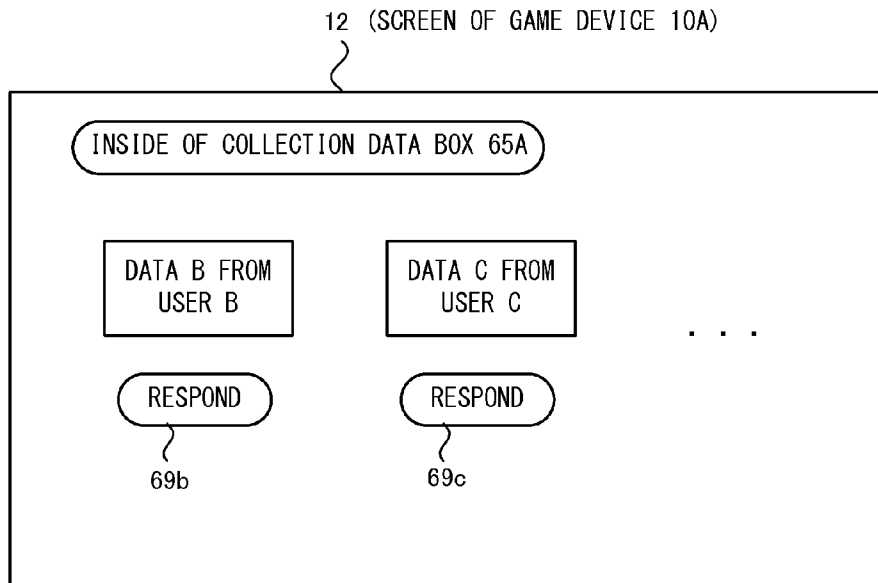 12 (SCREEN OF GAME DEVICE 10A)
INSIDE OF COLLECTION DATA BOX 65A
DATA B FROM
USER B
DATA C FROM
USER C
. . .
RESPOND
RESPOND
69b
69c